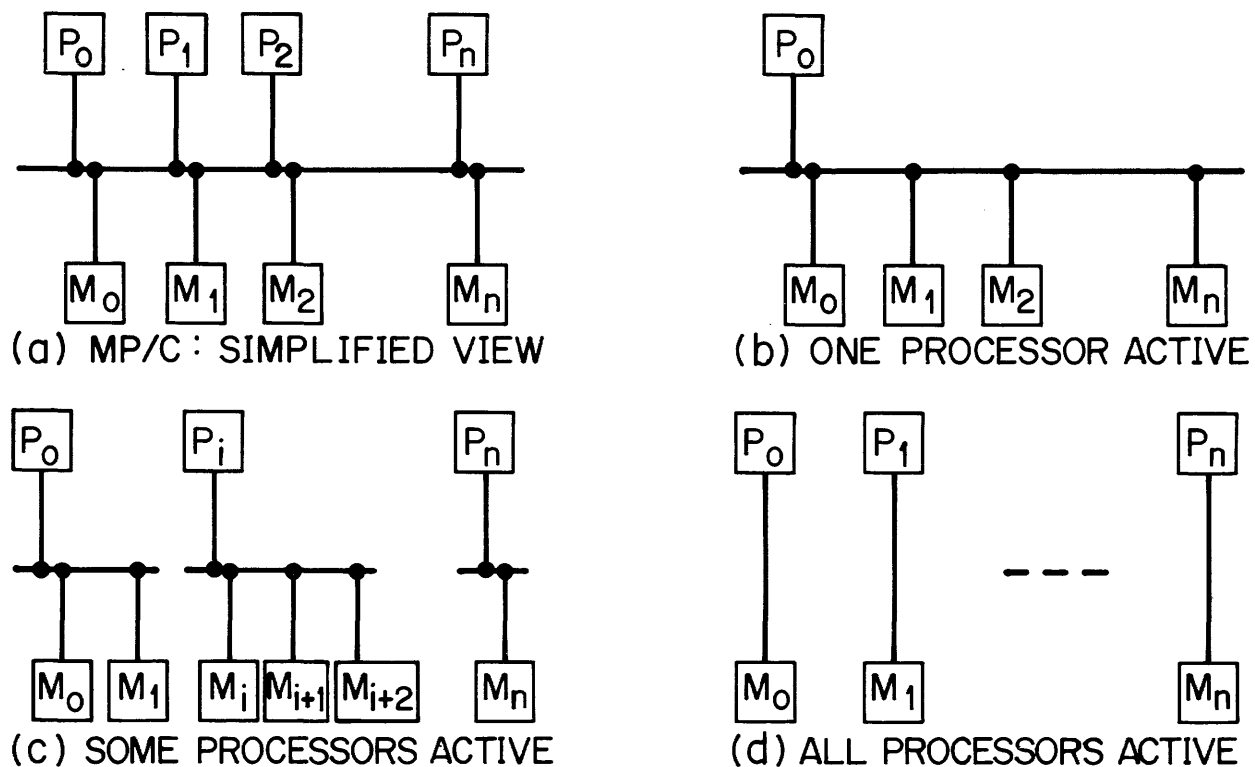 P₀ P₁ P₂ Pₙ
M₀ M₁ M₂ Mₙ
(a) MP/C : SIMPLIFIED VIEW
P₀
M₀ M₁ M₂ Mₙ
(b) ONE PROCESSOR ACTIVE
P₀ Pᵢ Pₙ
M₀ M₁ Mᵢ Mᵢ₊₁ Mᵢ₊₂ Mₙ
(c) SOME PROCESSORS ACTIVE
P₀ P₁ Pₙ
M₀ M₁ Mₙ
(d) ALL PROCESSORS ACTIVE